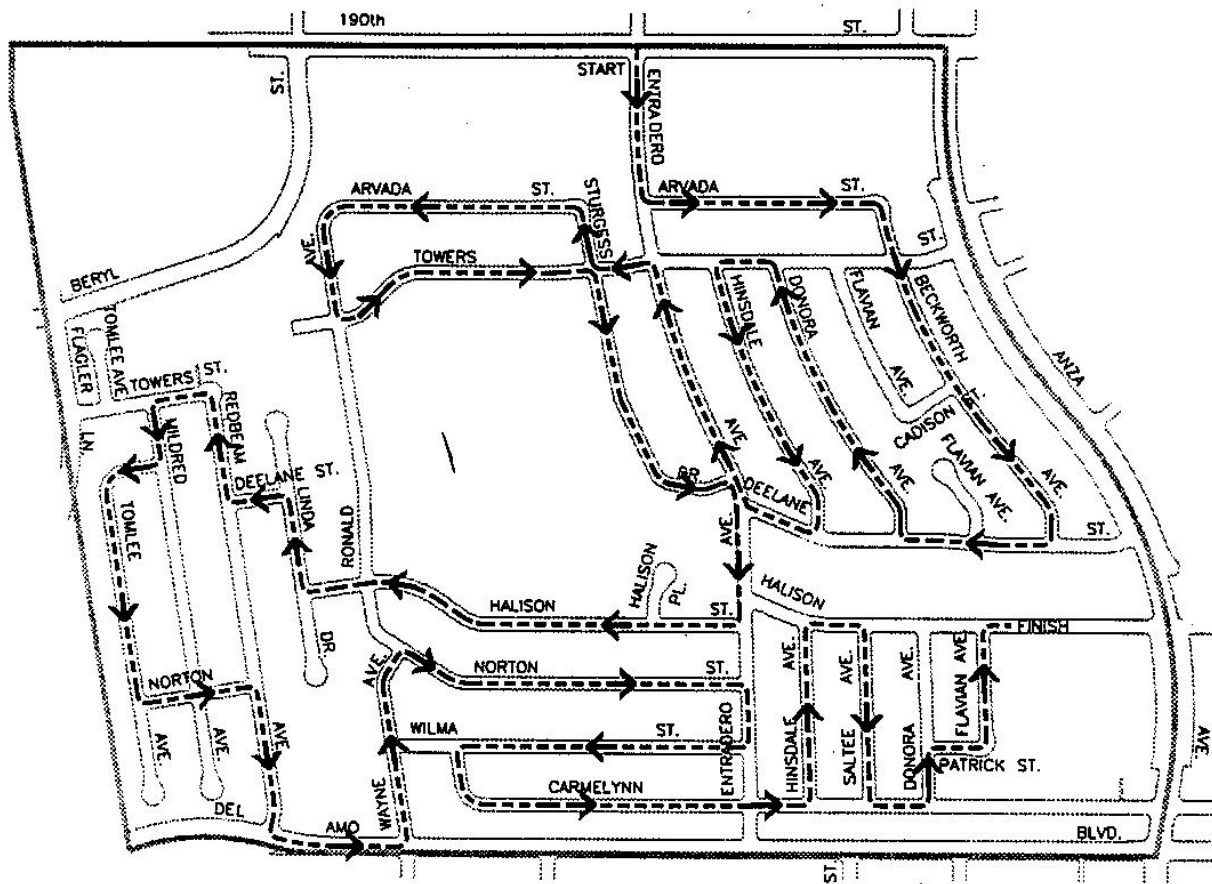 190th
ST.
START
ENTRADERO
ST.
ARVADA
ST.
STURGESS
ARVADA
ST.
AVE.
TOWERS
ST.
BERYL
HINSDALE
DONORA
FLAVIAN
AVE.
BECKWORTH
ANZA
TOMLEE AVE.
FLAGLER
TOWERS
ST.
REDBEAM
MILDRED
LN.
CADISON
FLAVIAN AVE.
AVE.
AVE.
AVE.
AVE.
DEELANE ST.
LINDA
DR.
DEELANE
ST.
TOMLEE
RONALD
AVE.
HALISON
PL.
HALISON
HALISON
ST.
FINISH
DR.
NORTON
AVE.
NORTON
ST.
AVE.
AVE.
AVE.
FLAVIAN AVE.
AVE.
AVE.
AVE.
WILMA
ST.
ENTRADERO
HINSDALE
SALTEE
DONORA
PATRICK ST.
AVE.
CARMELYNN
WAYNE
DEL
AMO
BLVD.
ST.